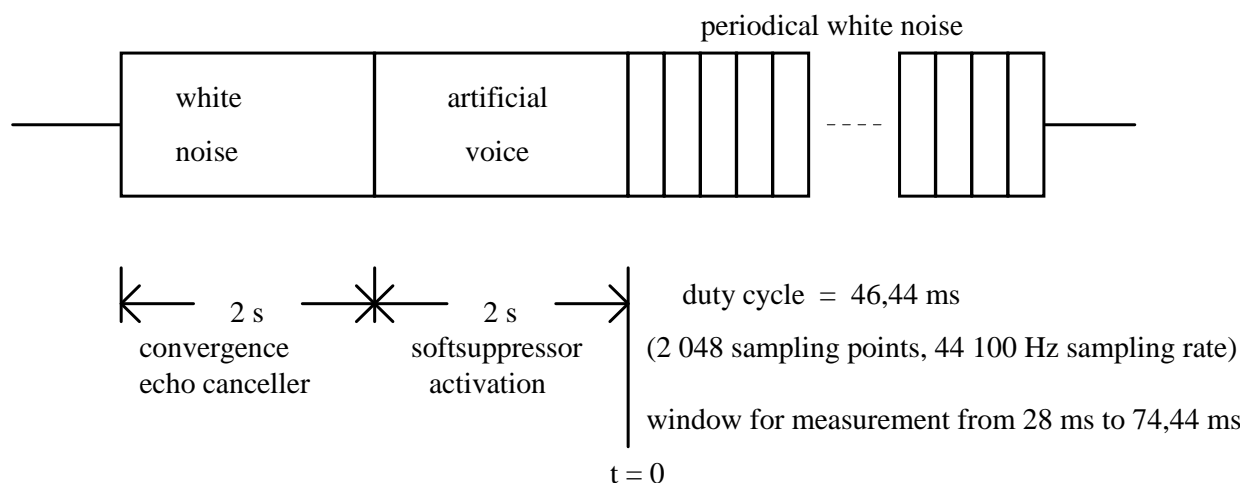 periodical white noise
white
noise
artificial
voice
2 s
convergence
echo canceller
2 s
softsuppressor
activation
duty cycle = 46,44 ms
(2 048 sampling points, 44 100 Hz sampling rate)
window for measurement from 28 ms to 74,44 ms
t = 0